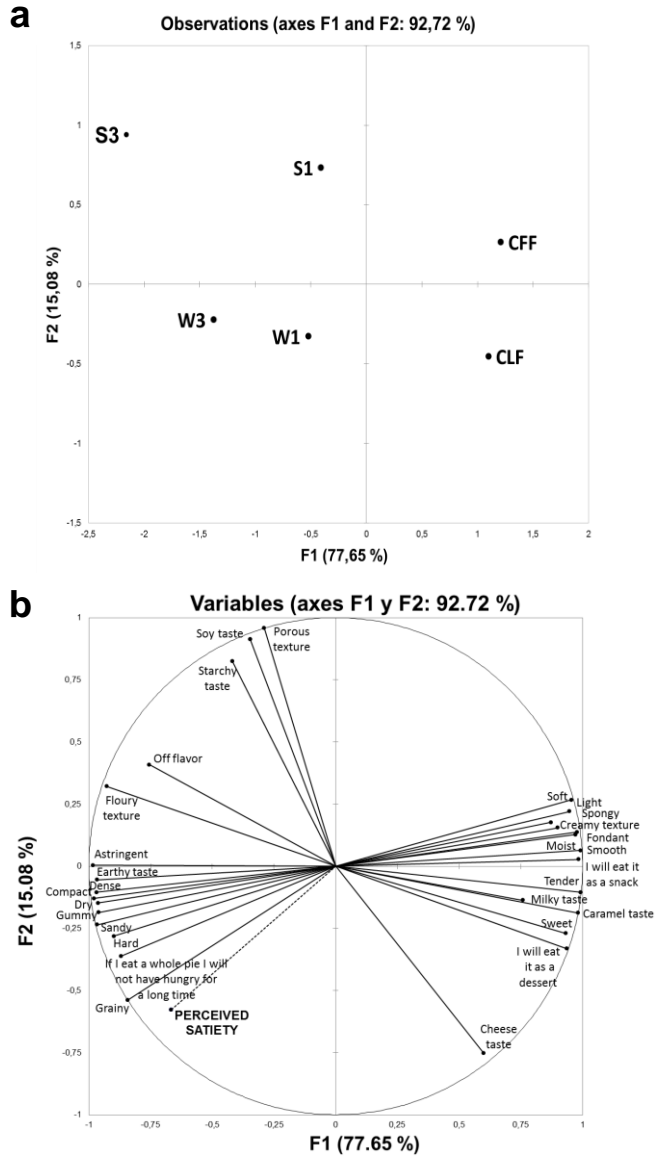 a
Observations (axes F1 and F2: 92,72 %)
1,5
1
0,5
0
-0,5
-1
-1,5
F2 (15,08 %)
S3
S1
CFF
W3
W1
CLF
-2,5 -2 -1,5 -1 -0,5 0 0,5 1 1,5 2
F1 (77,65 %)
b
Variables (axes F1 y F2: 92.72 %)
1
0,75
0,5
0,25
0
-0,25
-0,5
-0,75
-1
F2 (15.08 %)
Soy taste
Porous
texture
Starchy
taste
Off flavor
Floury
texture
Astringent
Earthy taste
Dense
Compact
Dry
Gummy
Sandy
Hard
If I eat a whole pie I will
not have hungry for
a long time
Grainy
PERCEIVED
SATIETY
Soft
Light
Spongy
Creamy texture
Fondant
Moist
Smooth
I will eat it
as a snack
Tender
Milky taste
Caramel taste
Sweet
I will eat
it as a
dessert
Cheese
taste
-1 -0,75 -0,5 -0,25 0 0,25 0,5 0,75 1
F1 (77.65 %)